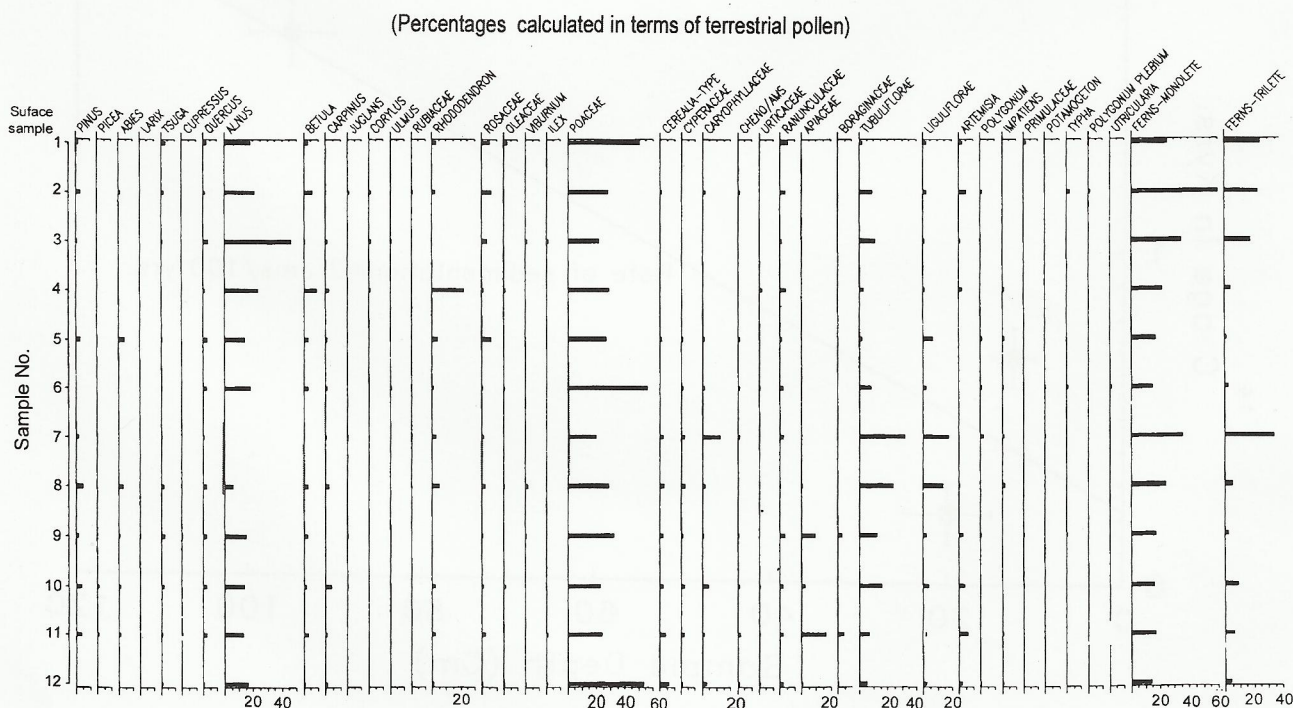 (Percentages calculated in terms of terrestrial pollen)
Suface
sample
PINUS
PICEA
ABIES
LARIX
TSUGA
CUPRESSUS
QUERCUS
ALNUS
BETULA
CARPINUS
JUGLANS
CORYLUS
ULMUS
RUBIACEAE
RHODODENDRON
ROSACEAE
OLEACEAE
VIBURNUM
ILEX
POACEAE
CEREALIA-TYPE
CYPERACEAE
CARYOPHYLLACEAE
CHENO/AMS
URTICACEAE
RANUNCULACEAE
APIACEAE
BORAGINACEAE
TUBULIFLORAE
LIGULIFLORAE
ARTEMISIA
POLYGONUM
IMPATIENS
PRIMULACEAE
POTAMOGETON
TYPHA
POLYGONUM PLEBIUM
UTRICULARIA
FERNS-MONOLETE
FERNS-TRILETE
Sample No.
1
2
3
4
5
6
7
8
9
10
11
12
20 40 20 20 40 60 20 20 20 20 20 40 60 20 40